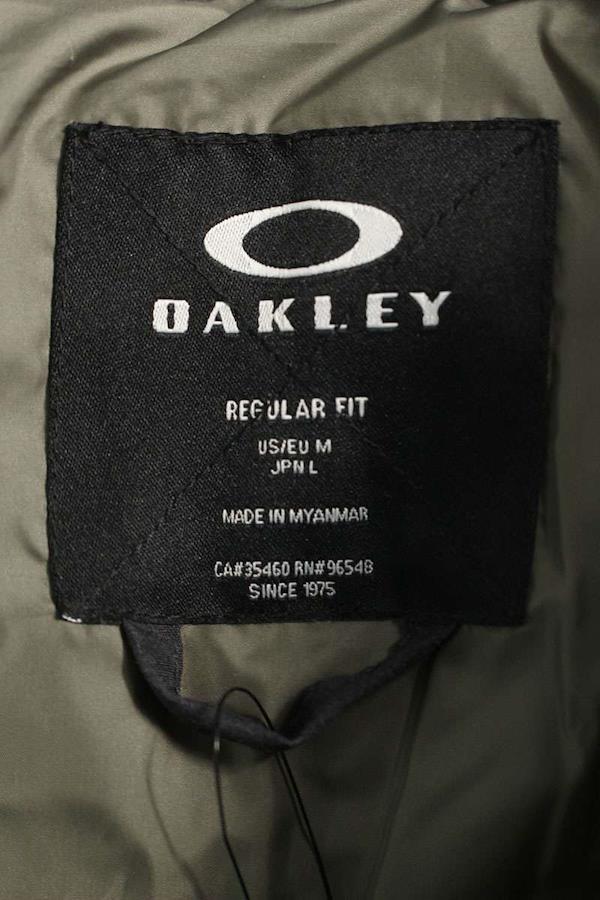 OAKLEY
REGULAR FIT
US/EU M
JPN L
MADE IN MYANMAR
CA#35460 RN#96548
SINCE 1975